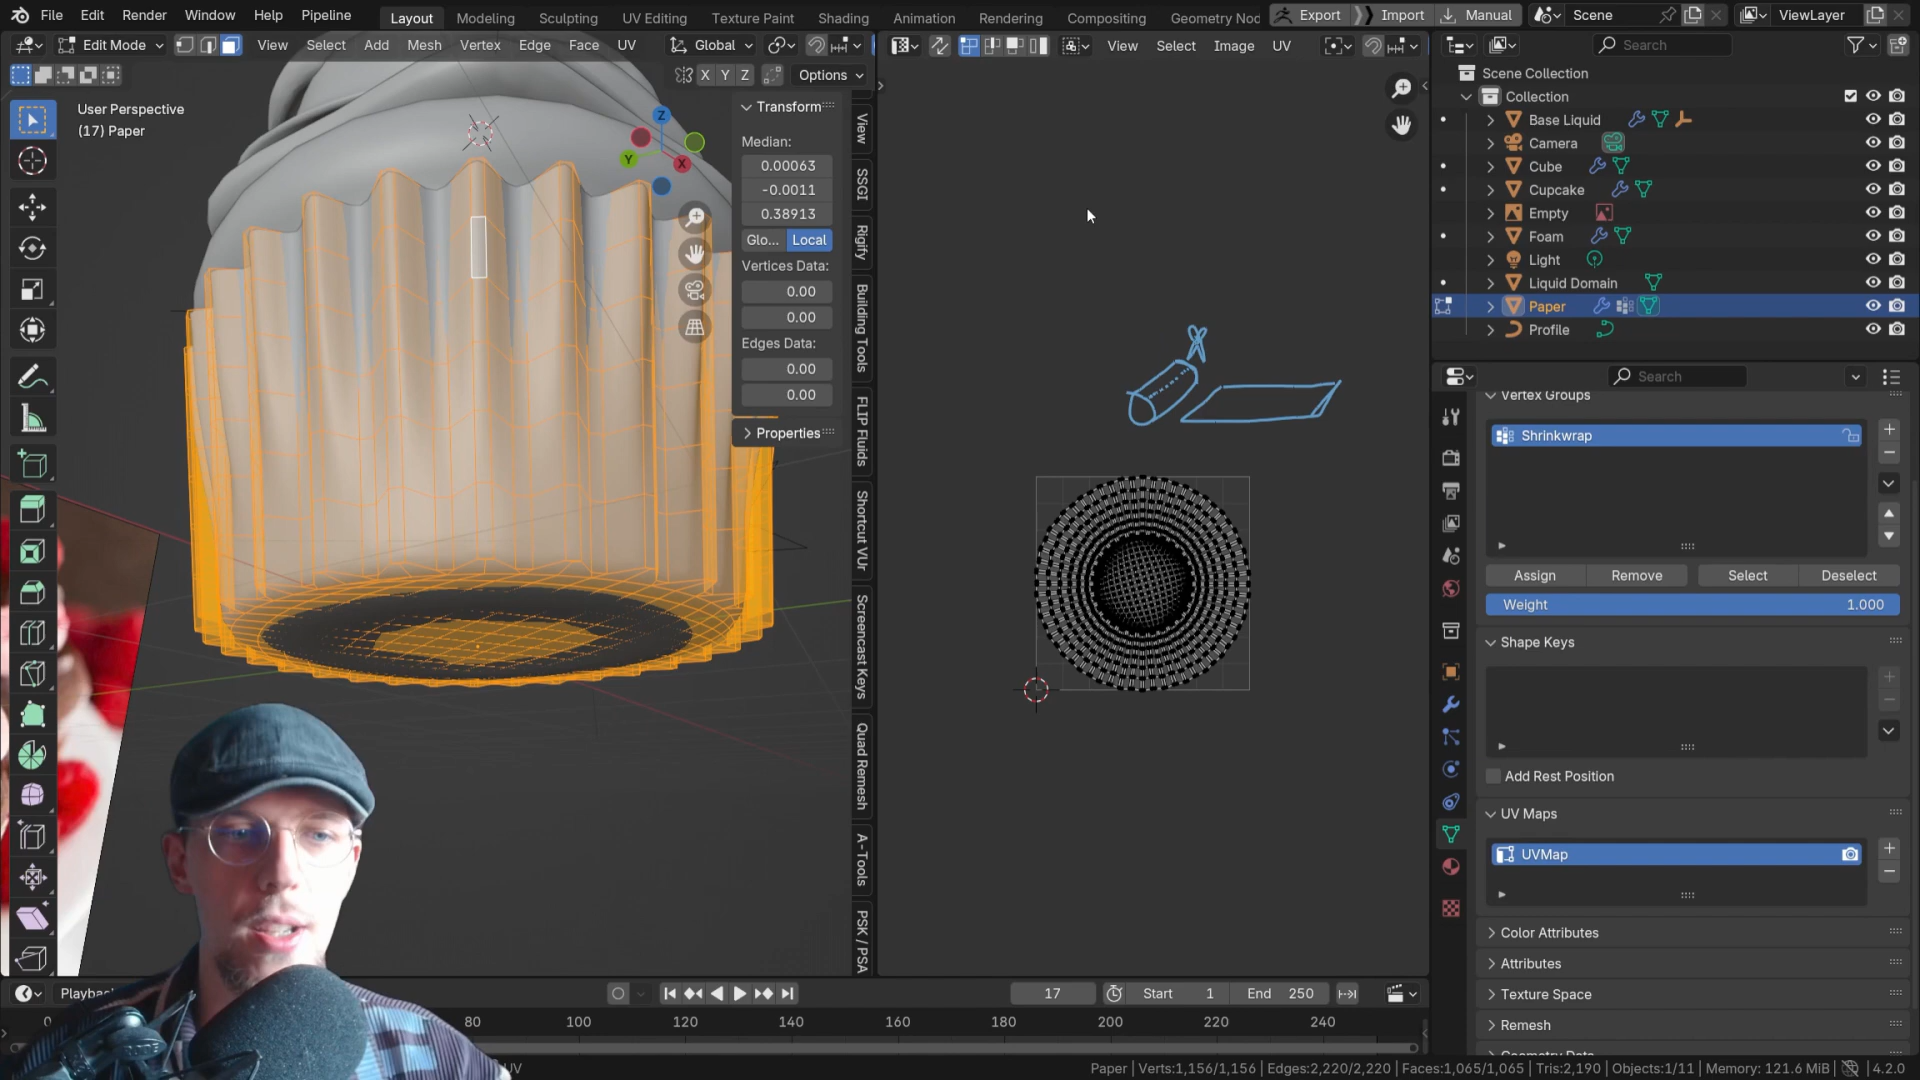 File Edit Render Window Help Pipeline Layout Modeling Sculpting UV Editing Texture Paint Shading Animation Rendering Compositing Geometry Nod Export Import Manual Scene ViewLayer
Edit Mode View Select Add Mesh Vertex Edge Face UV Global View Select Image UV Search
X Y Z Options
User Perspective
(17) Paper
Z
Y
X
Transform
Median:
0.00063
-0.0011
0.38913
Glo... Local
Vertices Data:
0.00
0.00
Edges Data:
0.00
0.00
Properties
View
SSGI
Rigify
Building Tools
FLIP Fluids
Shortcut VUr
Screencast Keys
Quad Remesh
A-Tools
PSK / PSA
Scene Collection
Collection
Base Liquid
Camera
Cube
Cupcake
Empty
Foam
Light
Liquid Domain
Paper
Profile
Search
Vertex Groups
Shrinkwrap
Assign Remove Select Deselect
Weight 1.000
Shape Keys
Add Rest Position
UV Maps
UVMap
Color Attributes
Attributes
Texture Space
Remesh
Playbac 17 Start 1 End 250
0 80 100 120 140 160 180 200 220 240
UV Paper | Verts:1,156/1,156 | Edges:2,220/2,220 | Faces:1,065/1,065 | Tris:2,190 | Objects:1/11 | Memory: 121.6 MiB | 4.2.0